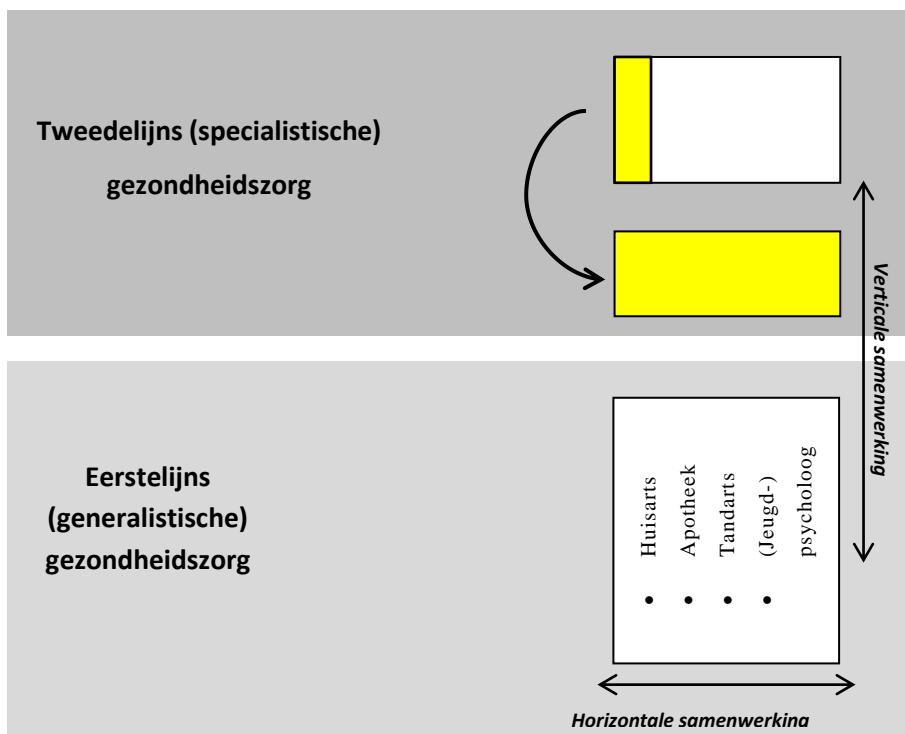 Tweedelijns (specialistische)
gezondheidszorg
Verticale samenwerking
Eerstelijns
(generalistische)
gezondheidszorg
• Huisarts
• Apotheek
• Tandarts
• (Jeugd-)
psycholoog
Horizontale samenwerking